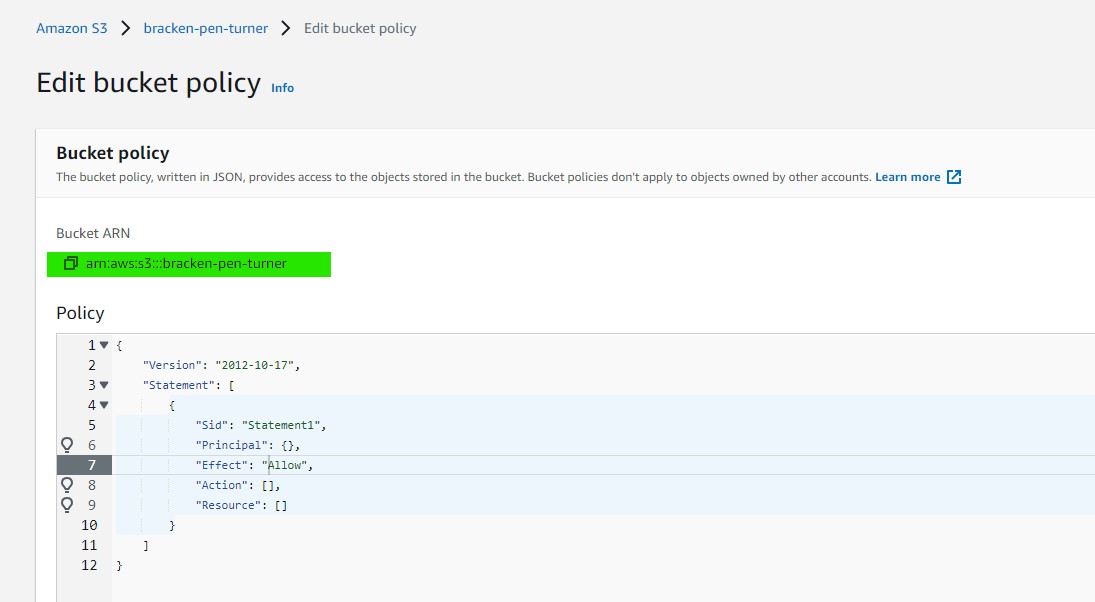 Amazon S3 > bracken-pen-turner > Edit bucket policy
Edit bucket policy Info
Bucket policy
The bucket policy, written in JSON, provides access to the objects stored in the bucket. Bucket policies don't apply to objects owned by other accounts. Learn more
Bucket ARN
arn:aws:s3:::bracken-pen-turner
Policy
1 {
2 "Version": "2012-10-17",
3 "Statement": [
4 {
5 "Sid": "Statement1",
6 "Principal": {},
7 "Effect": "Allow",
8 "Action": [],
9 "Resource": []
10 }
11 ]
12 }